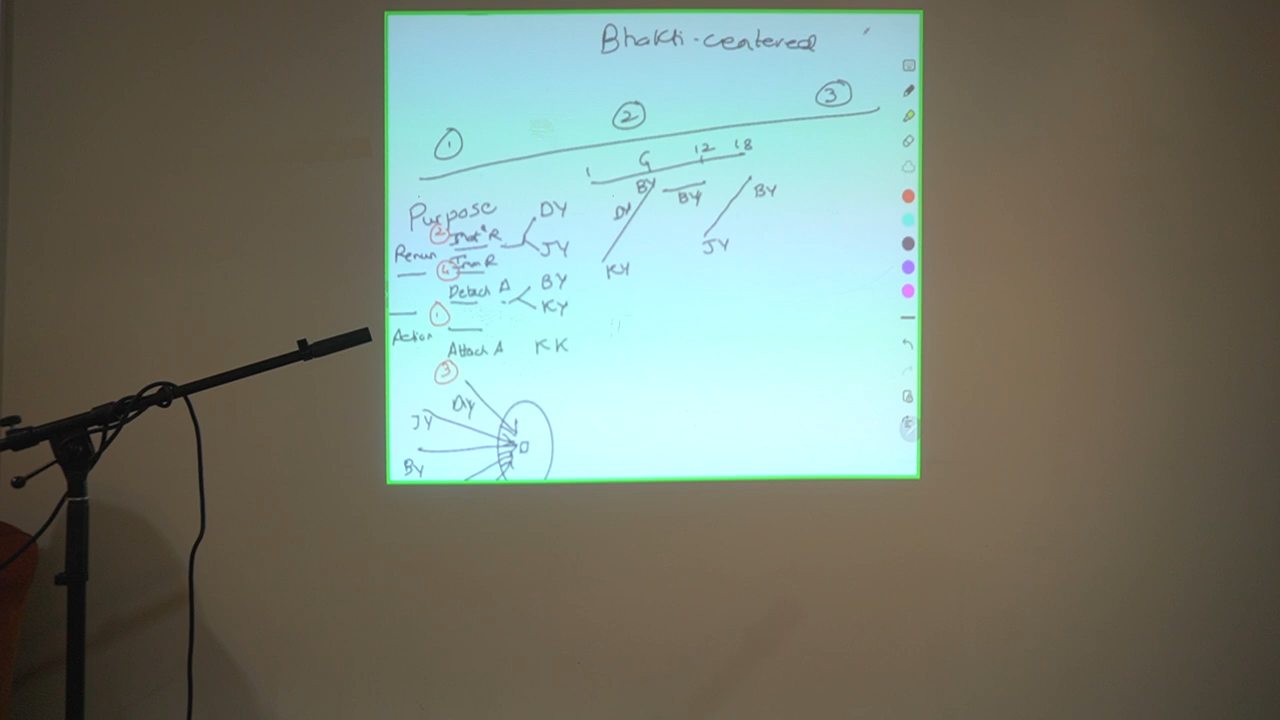 Bhakti-centered
① ② ③
1 6 12 18
BY BY BY
DY
KY JY
Purpose
② R DY
JY
Renun
④ R
Detach A BY
KY
①
Action
Attach A KK
③
DY
JY
BY